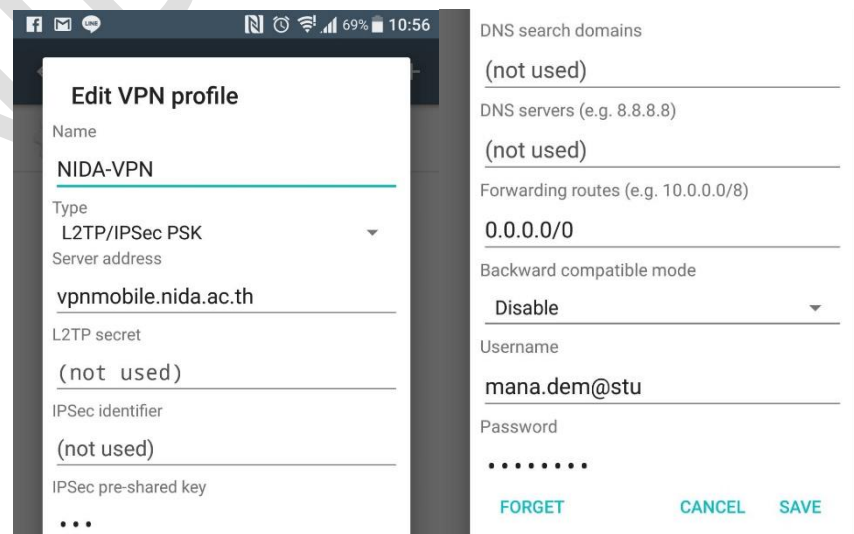 69% 10:56
Edit VPN profile
Name
NIDA-VPN
Type
L2TP/IPSec PSK
Server address
vpnmobile.nida.ac.th
L2TP secret
(not used)
IPSec identifier
(not used)
IPSec pre-shared key
•••
DNS search domains
(not used)
DNS servers (e.g. 8.8.8.8)
(not used)
Forwarding routes (e.g. 10.0.0.0/8)
0.0.0.0/0
Backward compatible mode
Disable
Username
mana.dem@stu
Password
••••••••
FORGET CANCEL SAVE